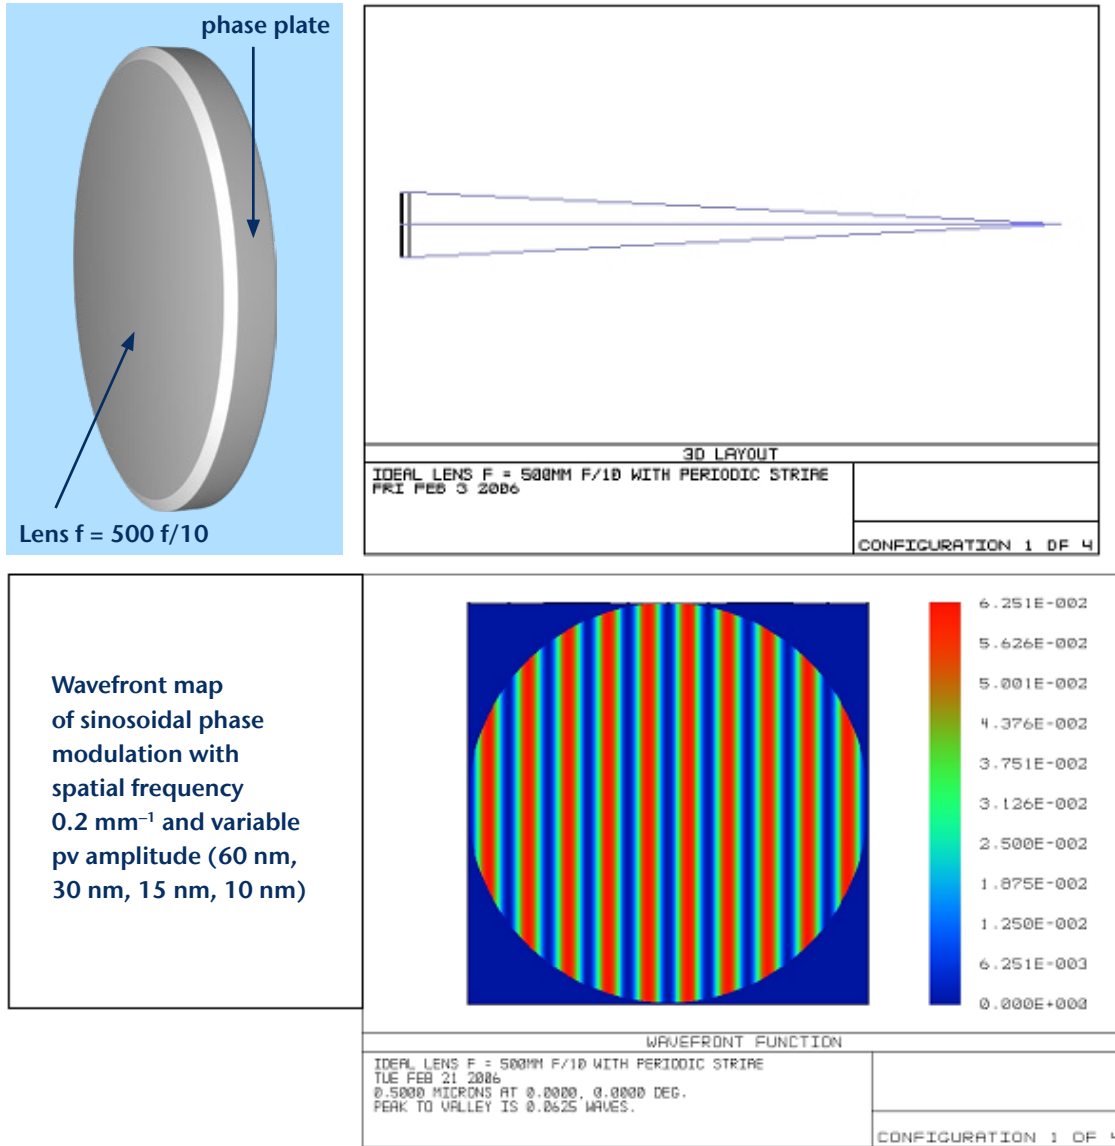 phase plate
Lens f = 500 f/10
3D LAYOUT
IDEAL LENS F = 500MM F/10 WITH PERIODIC STRIAE
FRI FEB 3 2006
CONFIGURATION 1 OF 4
Wavefront map
of sinosoidal phase
modulation with
spatial frequency
0.2 mm⁻¹ and variable
pv amplitude (60 nm,
30 nm, 15 nm, 10 nm)
6.251E-002
5.626E-002
5.001E-002
4.376E-002
3.751E-002
3.126E-002
2.500E-002
1.875E-002
1.250E-002
6.251E-003
0.000E+000
WAVEFRONT FUNCTION
IDEAL LENS F = 500MM F/10 WITH PERIODIC STRIAE
TUE FEB 21 2006
0.5000 MICRONS AT 0.0000, 0.0000 DEG.
PEAK TO VALLEY IS 0.0625 WAVES.
CONFIGURATION 1 OF 4